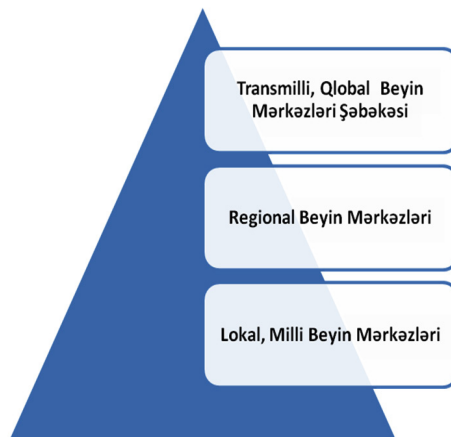 Transmilli, Qlobal Beyin
Mərkəzləri Şəbəkəsi
Regional Beyin Mərkəzləri
Lokal, Milli Beyin Mərkəzləri